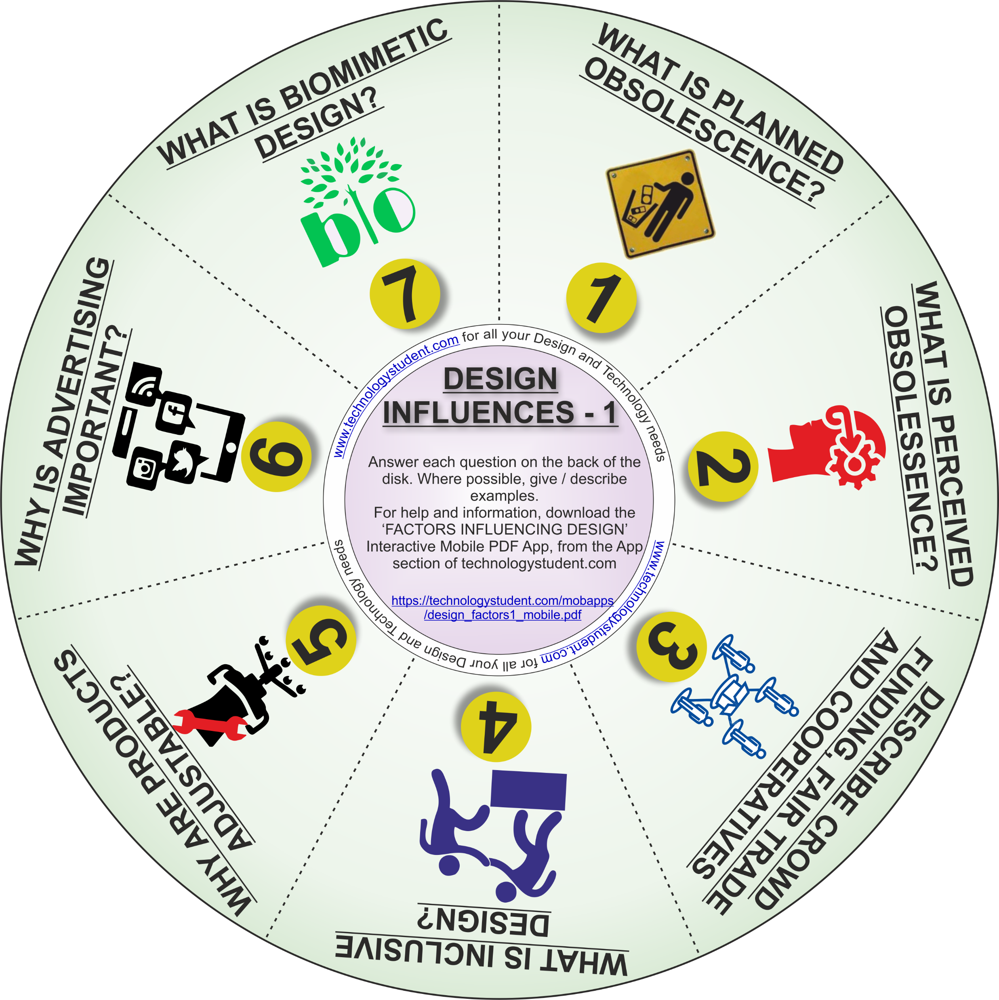 DESIGN
INFLUENCES - 1
Answer each question on the back of the
disk. Where possible, give / describe
examples.
For help and information, download the
‘FACTORS INFLUENCING DESIGN’
Interactive Mobile PDF App, from the App
section of technologystudent.com
https://technologystudent.com/mobapps
/design_factors1_mobile.pdf
www.technologystudent.com for all your Design and Technology needs
www.technologystudent.com for all your Design and Technology needs
WHAT IS PLANNED
OBSOLESCENCE?
1
WHAT IS PERCEIVED
OBSOLESSENCE?
2
DESCRIBE CROWD
FUNDING, FAIR TRADE
AND COOPERATIVES
3
WHAT IS INCLUSIVE
DESIGN?
4
WHY ARE PRODUCTS
ADJUSTABLE?
5
WHY IS ADVERTISING
IMPORTANT?
6
WHAT IS BIOMIMETIC
DESIGN?
bio
7